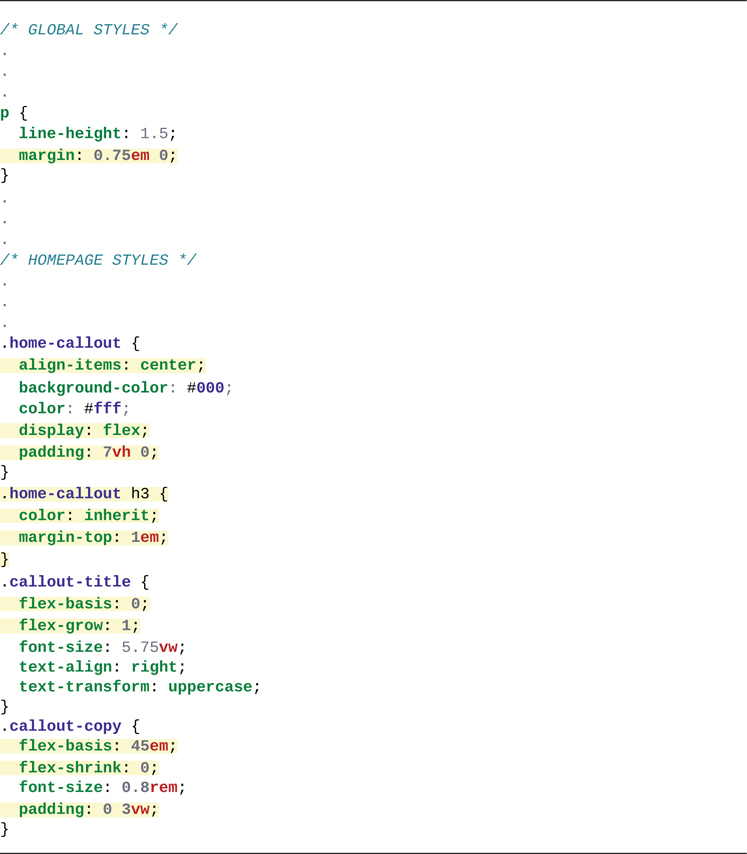 /* GLOBAL STYLES */
.
.
.
p {
  line-height: 1.5;
  margin: 0.75em 0;
}
.
.
.
/* HOMEPAGE STYLES */
.
.
.
.home-callout {
  align-items: center;
  background-color: #000;
  color: #fff;
  display: flex;
  padding: 7vh 0;
}
.home-callout h3 {
  color: inherit;
  margin-top: 1em;
}
.callout-title {
  flex-basis: 0;
  flex-grow: 1;
  font-size: 5.75vw;
  text-align: right;
  text-transform: uppercase;
}
.callout-copy {
  flex-basis: 45em;
  flex-shrink: 0;
  font-size: 0.8rem;
  padding: 0 3vw;
}